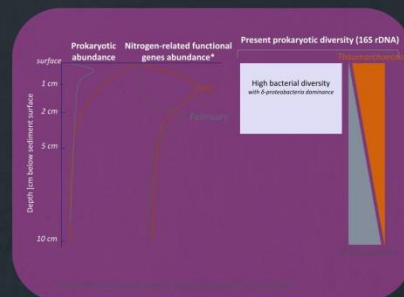 Prokaryotic
abundance
Nitrogen-related functional
genes abundance*
Present prokaryotic diversity (16S rDNA)
Thaumarchaeota
surface
1 cm
2 cm
5 cm
10 cm
Depth [cm below sediment surface
February
High bacterial diversity
with δ-proteobacteria dominance